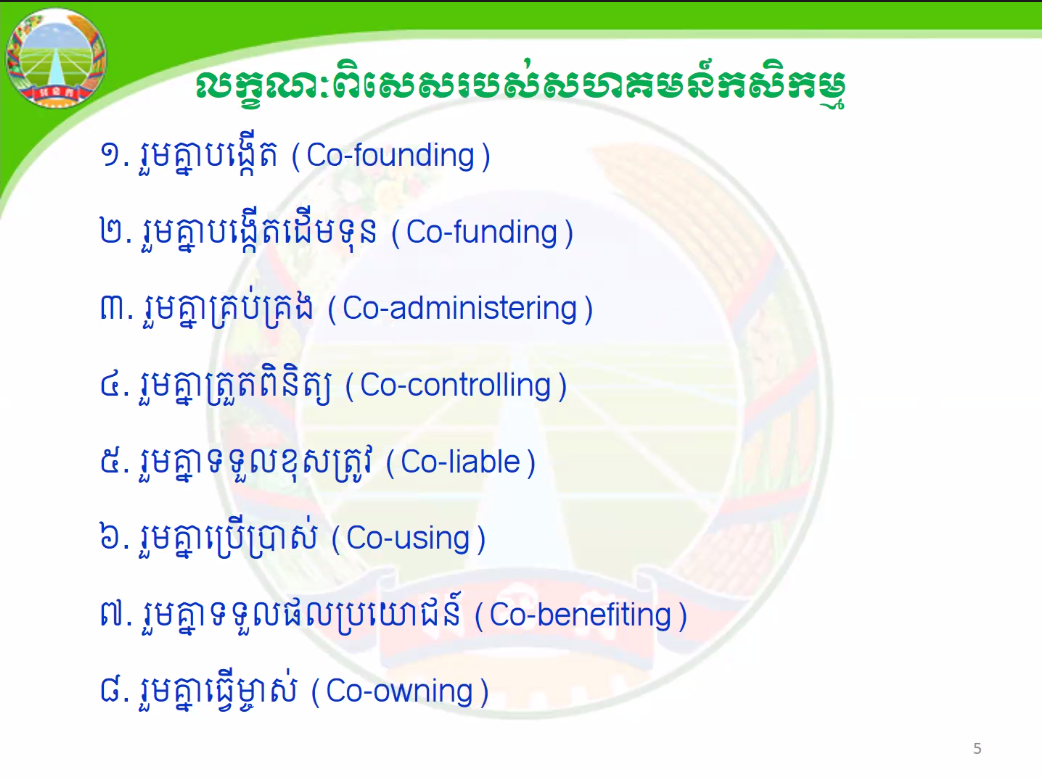 លក្ខណៈពិសេសរបស់សហគមន៍កសិកម្ម
១. រួមគ្នាបង្កើត (Co-founding)
២. រួមគ្នាបង្កើតដើមទុន (Co-funding)
៣. រួមគ្នាគ្រប់គ្រង (Co-administering)
៤. រួមគ្នាត្រួតពិនិត្យ (Co-controlling)
៥. រួមគ្នាទទួលខុសត្រូវ (Co-liable)
៦. រួមគ្នាប្រើប្រាស់ (Co-using)
៧. រួមគ្នាទទួលផលប្រយោជន៍ (Co-benefiting)
៨. រួមគ្នាធ្វើម្ចាស់ (Co-owning)
5